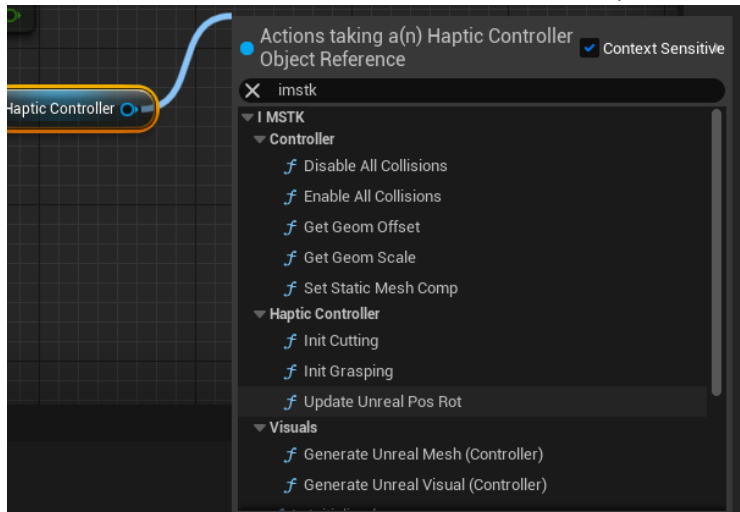 Actions taking a(n) Haptic Controller
Object Reference
Context Sensitive
imstk
Haptic Controller
I MSTK
Controller
f Disable All Collisions
f Enable All Collisions
f Get Geom Offset
f Get Geom Scale
f Set Static Mesh Comp
Haptic Controller
f Init Cutting
f Init Grasping
f Update Unreal Pos Rot
Visuals
f Generate Unreal Mesh (Controller)
f Generate Unreal Visual (Controller)